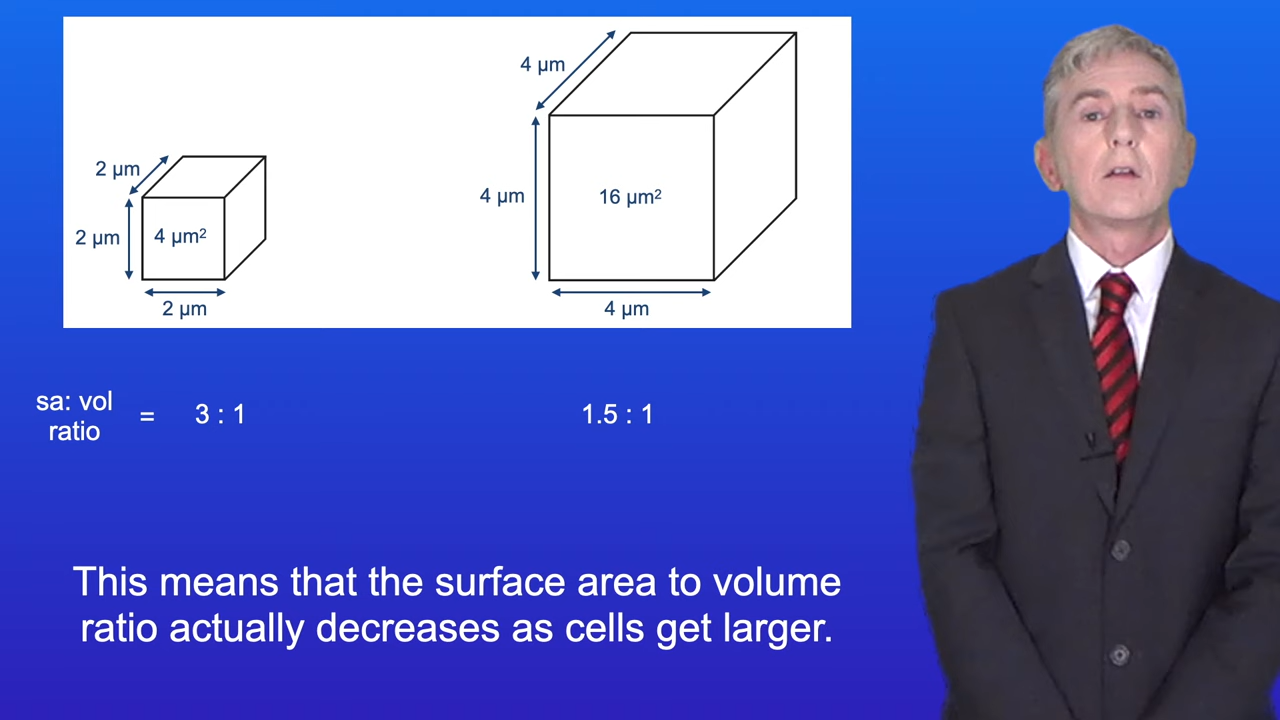 4 µm
4 µm
16 µm²
4 µm
2 µm
2 µm
4 µm²
2 µm
sa: vol
ratio
=
3 : 1
1.5 : 1
This means that the surface area to volume
ratio actually decreases as cells get larger.